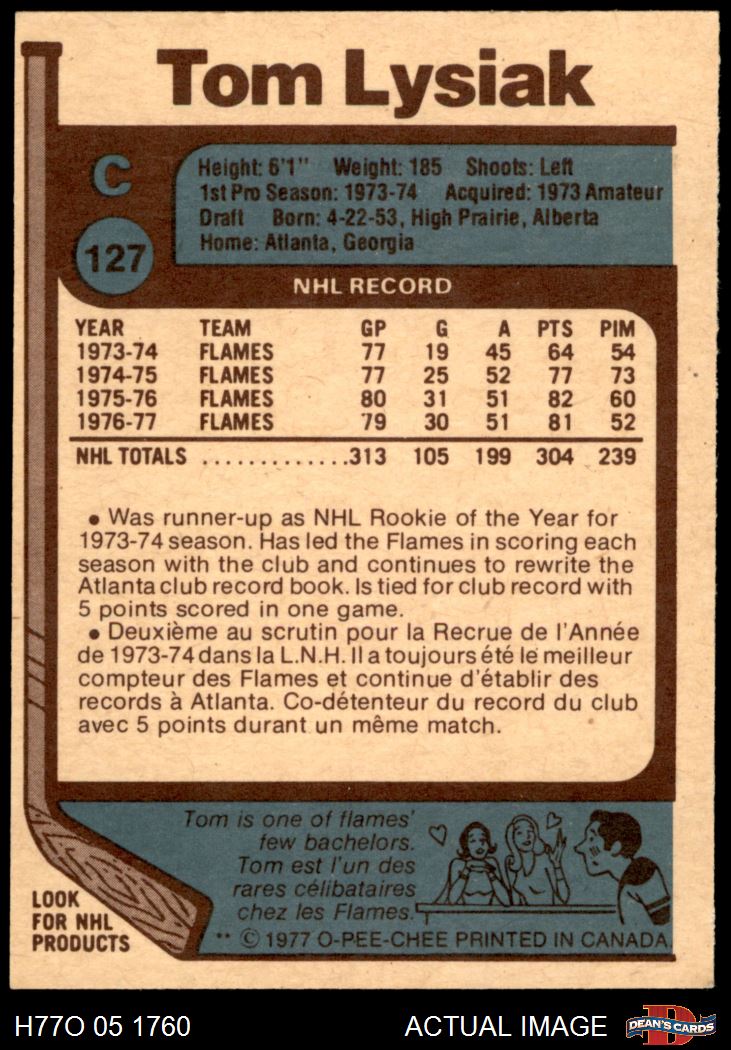 Tom Lysiak
C
127
Height: 6'1" Weight: 185 Shoots: Left
1st Pro Season: 1973-74 Acquired: 1973 Amateur
Draft Born: 4-22-53, High Prairie, Alberta
Home: Atlanta, Georgia
NHL RECORD
YEAR TEAM GP G A PTS PIM
1973-74 FLAMES 77 19 45 64 54
1974-75 FLAMES 77 25 52 77 73
1975-76 FLAMES 80 31 51 82 60
1976-77 FLAMES 79 30 51 81 52
NHL TOTALS .............313 105 199 304 239
• Was runner-up as NHL Rookie of the Year for
1973-74 season. Has led the Flames in scoring each
season with the club and continues to rewrite the
Atlanta club record book. Is tied for club record with
5 points scored in one game.
• Deuxième au scrutin pour la Recrue de l'Année
de 1973-74 dans la L.N.H. Il a toujours été le meilleur
compteur des Flames et continue d'établir des
records à Atlanta. Co-détenteur du record du club
avec 5 points durant un même match.
Tom is one of flames'
few bachelors.
Tom est l'un des
rares célibataires
chez les Flames.
LOOK
FOR NHL
PRODUCTS
** © 1977 O-PEE-CHEE PRINTED IN CANADA
H77O 05 1760 ACTUAL IMAGE DEAN'S CARDS